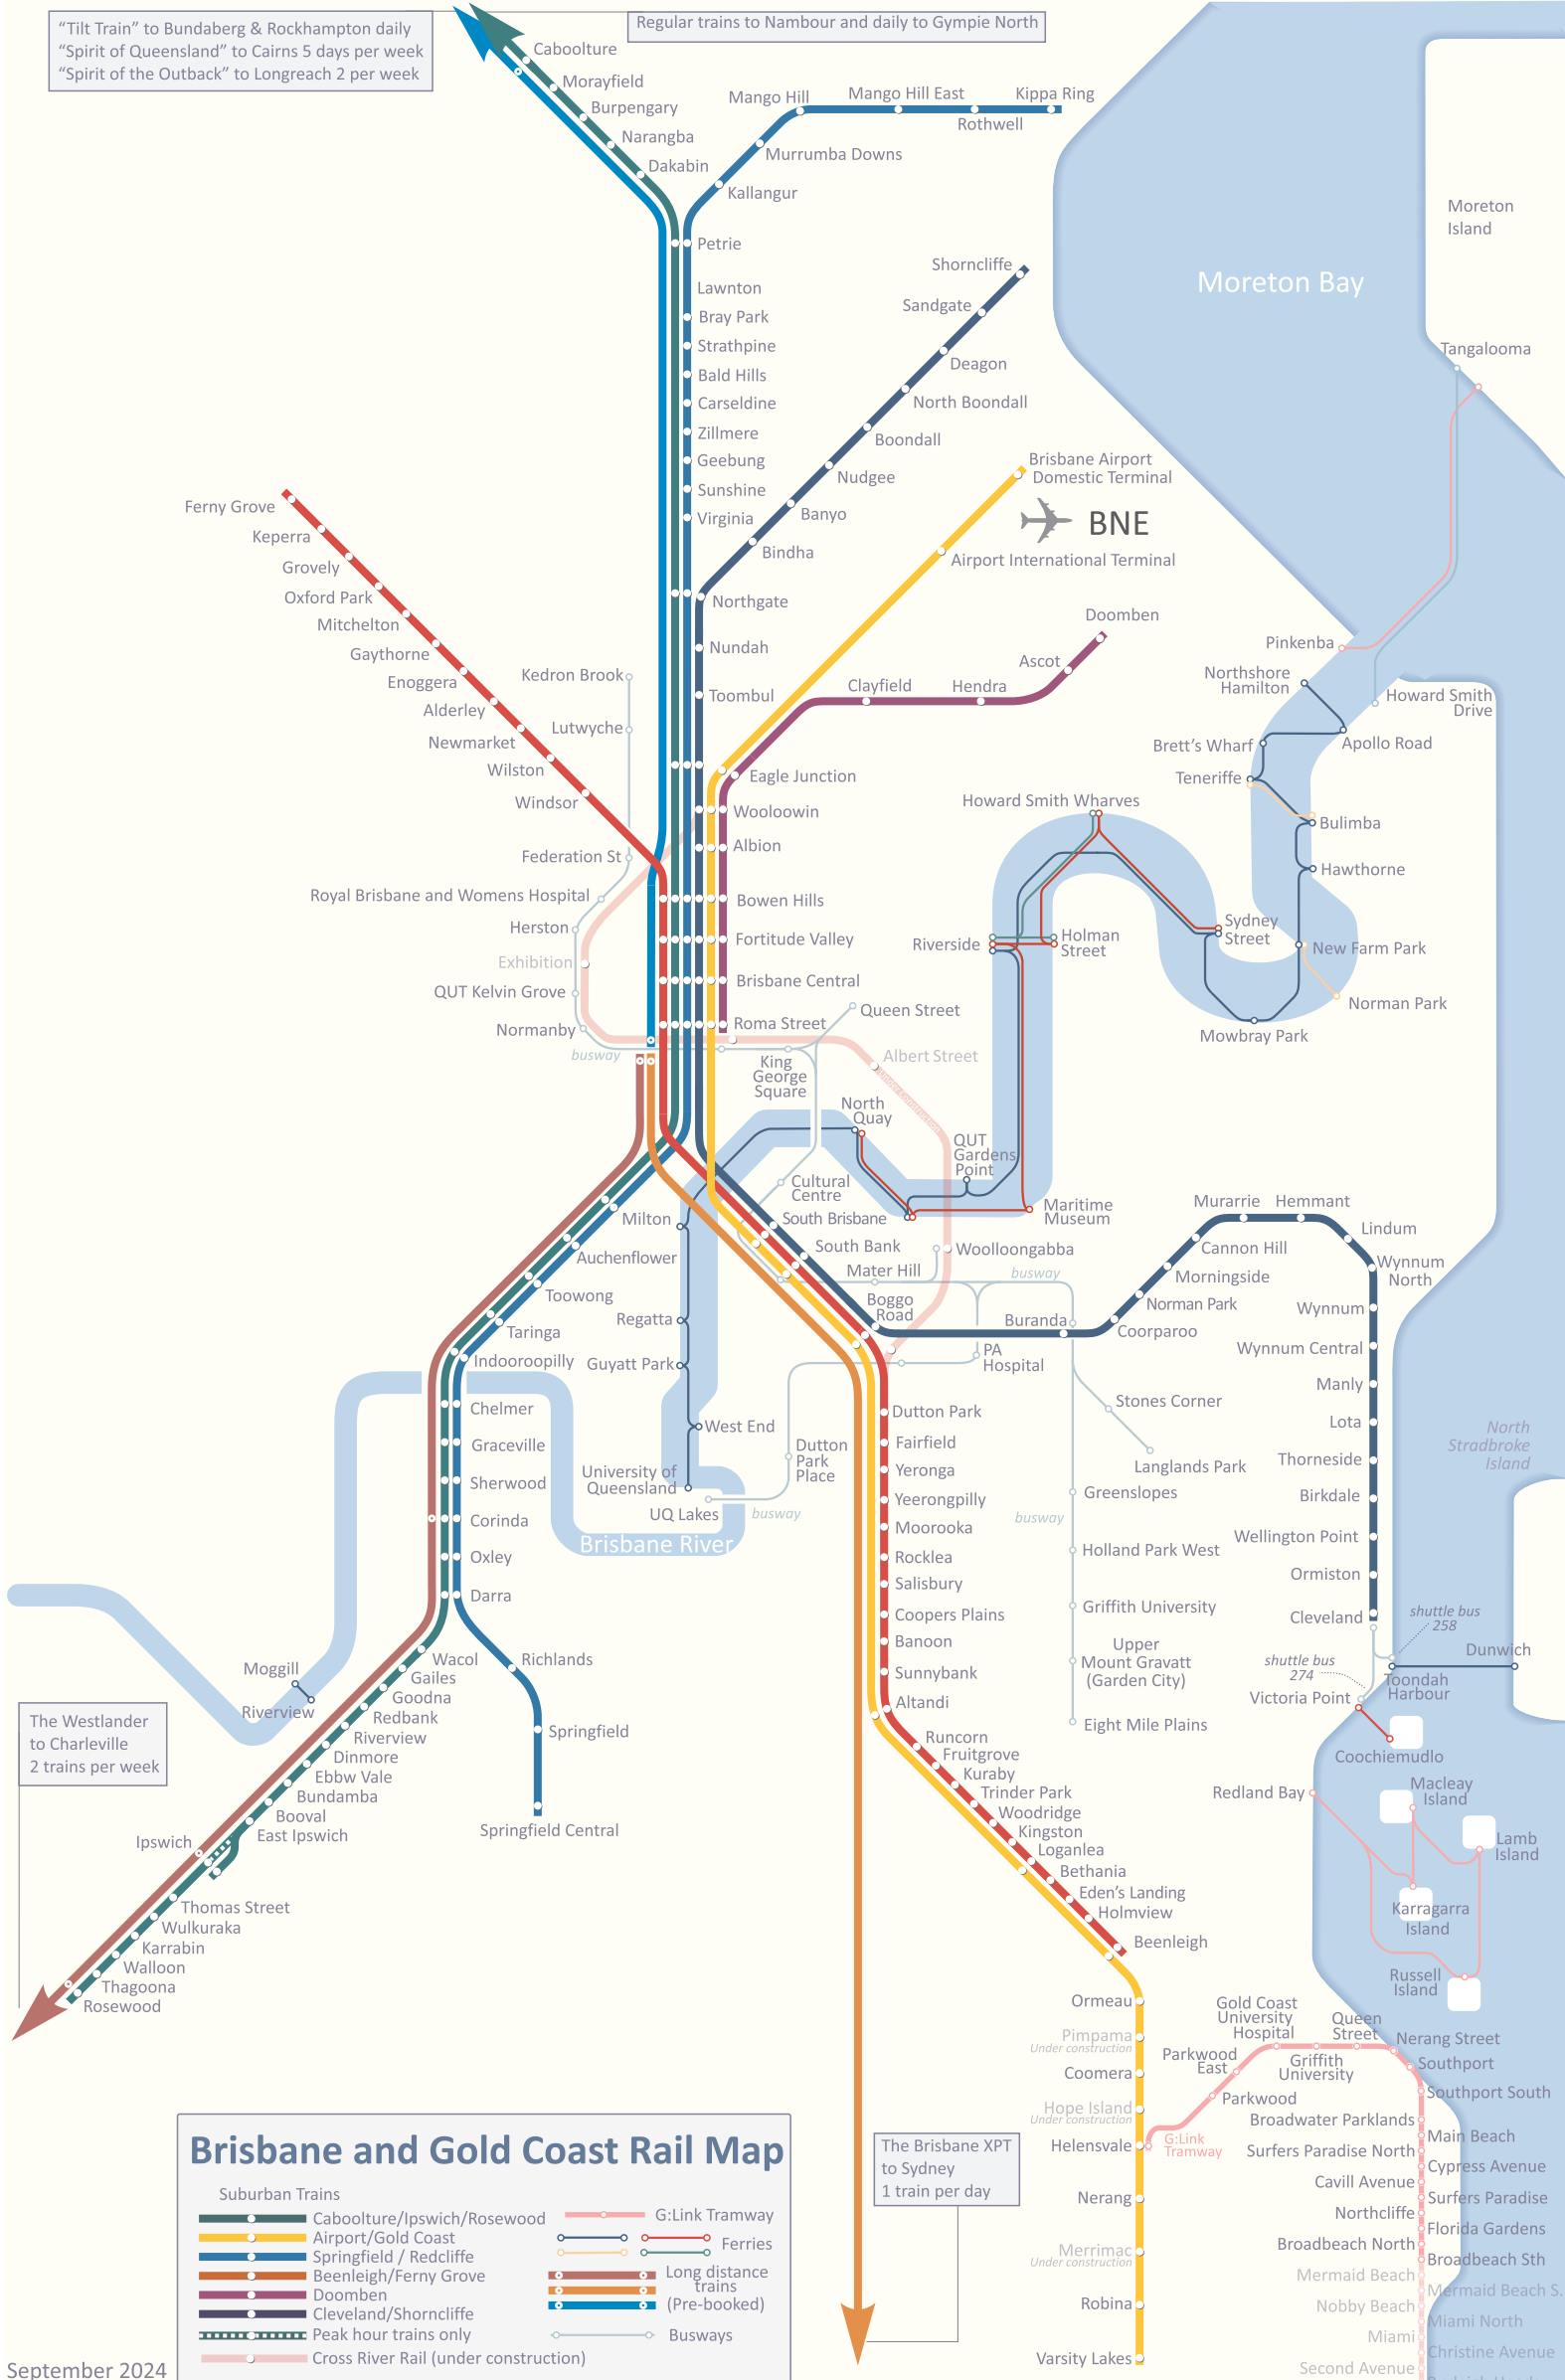 “Tilt Train” to Bundaberg & Rockhampton daily
“Spirit of Queensland” to Cairns 5 days per week
“Spirit of the Outback” to Longreach 2 per week
Regular trains to Nambour and daily to Gympie North
Caboolture
Morayfield
Burpengary
Narangba
Dakabin
Mango Hill
Mango Hill East
Kippa Ring
Rothwell
Murrumba Downs
Kallangur
Petrie
Lawnton
Bray Park
Strathpine
Bald Hills
Carseldine
Zillmere
Geebung
Sunshine
Virginia
Shorncliffe
Sandgate
Deagon
North Boondall
Boondall
Nudgee
Banyo
Bindha
Northgate
Nundah
Toombul
Moreton
Island
Moreton Bay
Tangalooma
Brisbane Airport
Domestic Terminal
BNE
Airport International Terminal
Doomben
Ascot
Hendra
Clayfield
Eagle Junction
Wooloowin
Albion
Bowen Hills
Fortitude Valley
Brisbane Central
Roma Street
Ferny Grove
Keperra
Grovely
Oxford Park
Mitchelton
Gaythorne
Enoggera
Alderley
Newmarket
Wilston
Windsor
Kedron Brook
Lutwyche
Federation St
Royal Brisbane and Womens Hospital
Herston
Exhibition
QUT Kelvin Grove
Normanby
busway
Pinkenba
Northshore
Hamilton
Howard Smith
Drive
Brett’s Wharf
Apollo Road
Teneriffe
Bulimba
Hawthorne
Howard Smith Wharves
Riverside
Holman
Street
Sydney
Street
New Farm Park
Norman Park
Mowbray Park
Queen Street
King
George
Square
Albert Street
Under Construction
North
Quay
QUT
Gardens
Point
Cultural
Centre
South Brisbane
Maritime
Museum
South Bank
Woolloongabba
Mater Hill
busway
Boggo
Road
Buranda
PA
Hospital
Milton
Auchenflower
Toowong
Taringa
Indooroopilly
Regatta
Guyatt Park
West End
University of
Queensland
UQ Lakes
busway
Dutton
Park
Place
Brisbane River
Chelmer
Graceville
Sherwood
Corinda
Oxley
Darra
Murarrie
Hemmant
Lindum
Cannon Hill
Morningside
Norman Park
Coorparoo
Wynnum
North
Wynnum
Wynnum Central
Manly
Lota
Thorneside
Birkdale
Wellington Point
Ormiston
Cleveland
North
Stradbroke
Island
shuttle bus
258
Dunwich
Toondah
Harbour
shuttle bus
274
Victoria Point
Coochiemudlo
Redland Bay
Macleay
Island
Lamb
Island
Karragarra
Island
Russell
Island
Stones Corner
Langlands Park
Greenslopes
busway
Holland Park West
Griffith University
Upper
Mount Gravatt
(Garden City)
Eight Mile Plains
Dutton Park
Fairfield
Yeronga
Yeerongpilly
Moorooka
Rocklea
Salisbury
Coopers Plains
Banoon
Sunnybank
Altandi
Runcorn
Fruitgrove
Kuraby
Trinder Park
Woodridge
Kingston
Loganlea
Bethania
Eden’s Landing
Holmview
Beenleigh
Moggill
Riverview
Richlands
Springfield
Springfield Central
Wacol
Gailes
Goodna
Redbank
Riverview
Dinmore
Ebbw Vale
Bundamba
Booval
East Ipswich
Ipswich
Thomas Street
Wulkuraka
Karrabin
Walloon
Thagoona
Rosewood
The Westlander
to Charleville
2 trains per week
Ormeau
Pimpama
Under construction
Coomera
Hope Island
Under construction
Helensvale
Nerang
Merrimac
Under construction
Robina
Varsity Lakes
G:Link
Tramway
Parkwood
Parkwood
East
Gold Coast
University
Hospital
Griffith
University
Queen
Street
Nerang Street
Southport
Southport South
Broadwater Parklands
Main Beach
Surfers Paradise North
Cypress Avenue
Cavill Avenue
Surfers Paradise
Northcliffe
Florida Gardens
Broadbeach North
Broadbeach Sth
Mermaid Beach
Mermaid Beach S.
Nobby Beach
Miami North
Miami
Christine Avenue
Second Avenue
The Brisbane XPT
to Sydney
1 train per day
Brisbane and Gold Coast Rail Map
Suburban Trains
Caboolture/Ipswich/Rosewood
Airport/Gold Coast
Springfield / Redcliffe
Beenleigh/Ferny Grove
Doomben
Cleveland/Shorncliffe
Peak hour trains only
Cross River Rail (under construction)
G:Link Tramway
Ferries
Long distance
trains
(Pre-booked)
Busways
September 2024